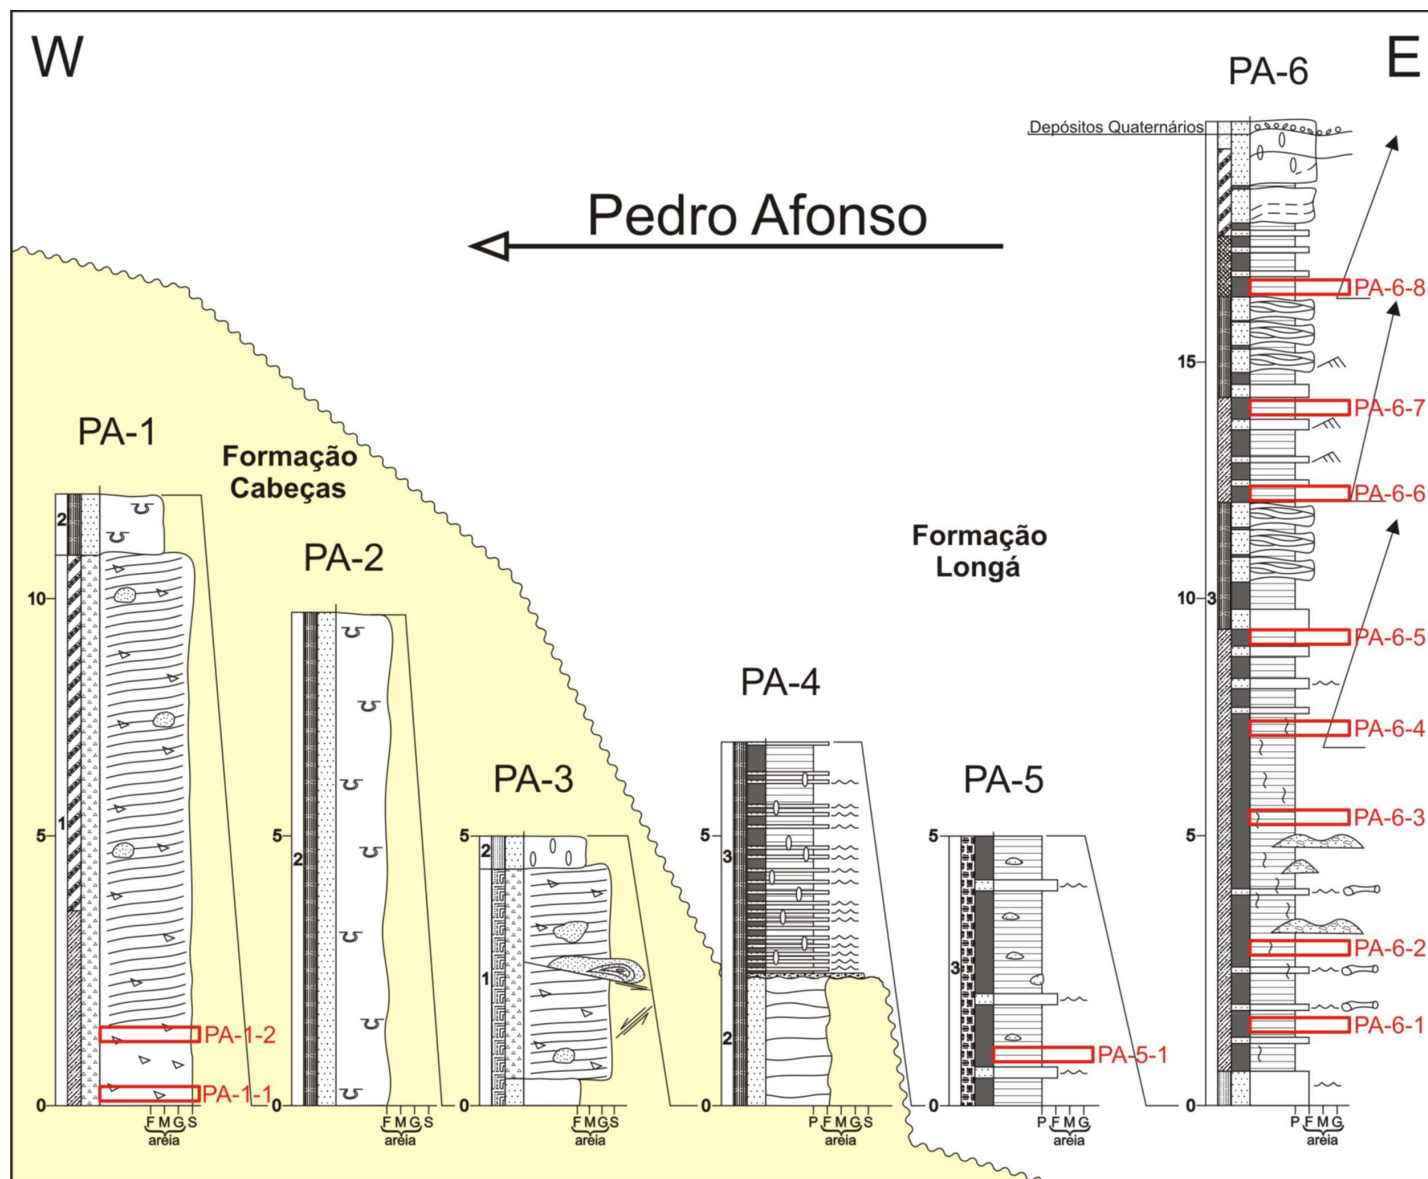 W
E
PA-6
Depósitos Quaternários
Pedro Afonso
PA-6-8
15
PA-6-7
PA-1
Formação
Cabeças
PA-6-6
2
Formação
Longá
PA-2
10
10
3
PA-6-5
PA-4
PA-6-4
PA-3
PA-5
1
5
5
2
5
2
5
3
5
5
PA-6-3
1
3
PA-6-2
PA-1-2
2
PA-5-1
PA-6-1
PA-1-1
0
0
0
0
0
0
F M G S
areia
F M G S
areia
F M G S
areia
P F M G S
areia
P F M G
areia
P F M G
areia